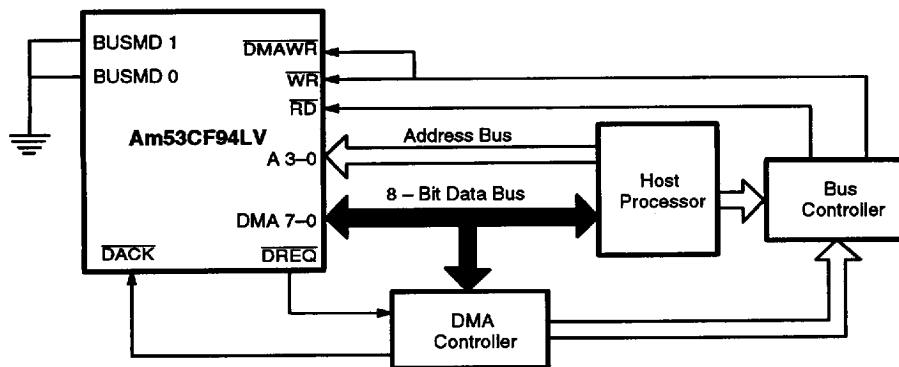 BUSMD 1
BUSMD 0
DMAWR
WR
RD
Am53CF94LV
A 3–0
DMA 7–0
DACK
DREQ
Address Bus
8 – Bit Data Bus
Host
Processor
Bus
Controller
DMA
Controller